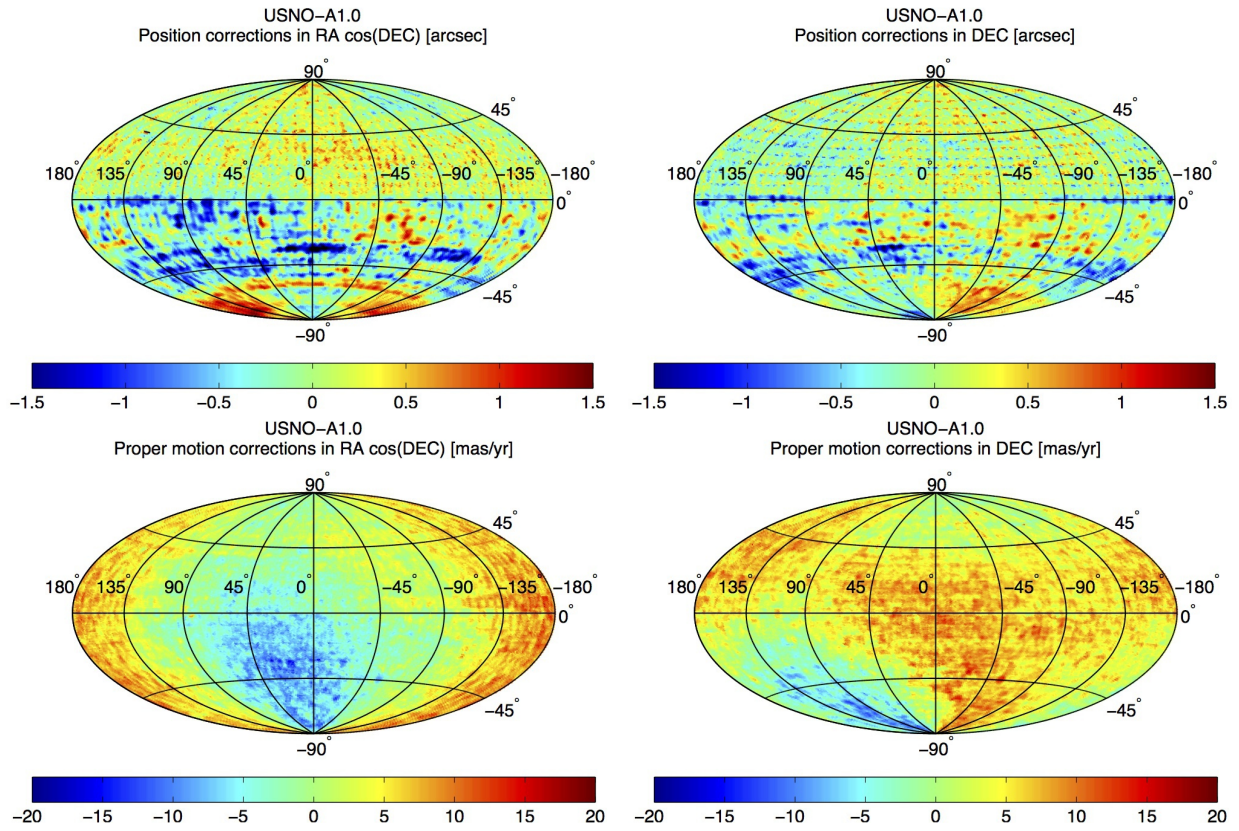 USNO−A1.0
Position corrections in RA cos(DEC) [arcsec]
90°
45°
180° 135° 90° 45° 0° −45° −90° −135° −180°
0°
−45°
−90°
−1.5 −1 −0.5 0 0.5 1 1.5
USNO−A1.0
Position corrections in DEC [arcsec]
90°
45°
180° 135° 90° 45° 0° −45° −90° −135° −180°
0°
−45°
−90°
−1.5 −1 −0.5 0 0.5 1 1.5
USNO−A1.0
Proper motion corrections in RA cos(DEC) [mas/yr]
90°
45°
180° 135° 90° 45° 0° −45° −90° −135° −180°
0°
−45°
−90°
−20 −15 −10 −5 0 5 10 15 20
USNO−A1.0
Proper motion corrections in DEC [mas/yr]
90°
45°
180° 135° 90° 45° 0° −45° −90° −135° −180°
0°
−45°
−90°
−20 −15 −10 −5 0 5 10 15 20